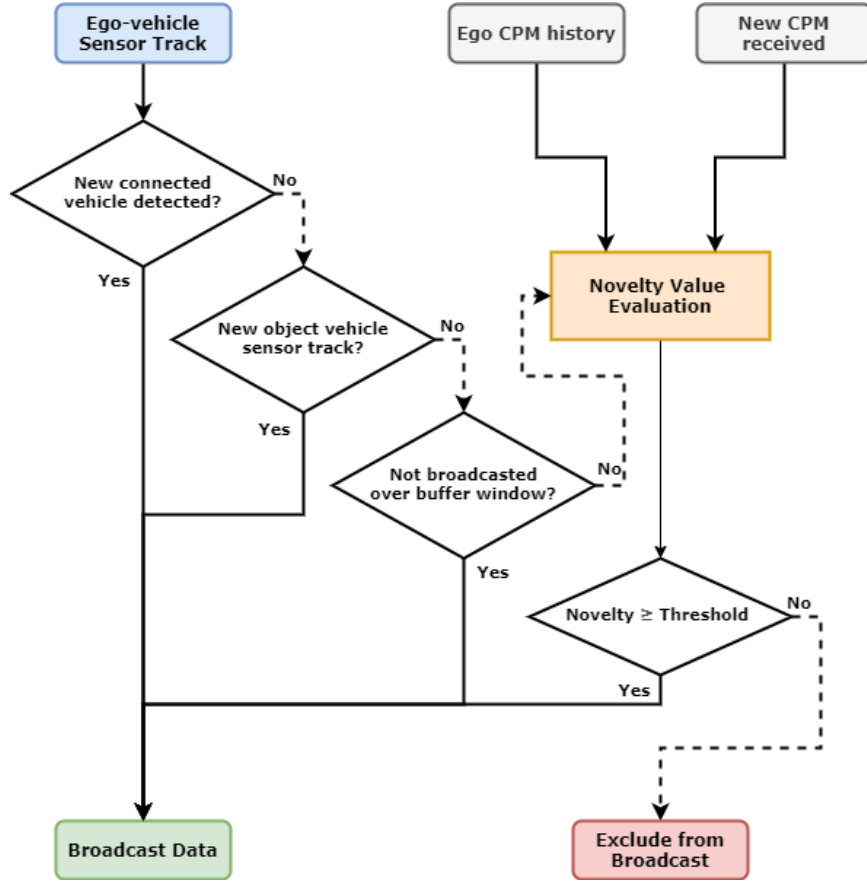 Ego-vehicle
Sensor Track
Ego CPM history
New CPM
received
New connected
vehicle detected?
No
Yes
New object vehicle
sensor track?
No
Yes
Novelty Value
Evaluation
Not broadcasted
over buffer window?
No
Yes
Novelty ≥ Threshold
No
Yes
Broadcast Data
Exclude from
Broadcast